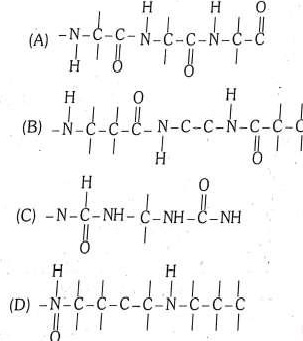 H H O
(A) -N-C-C-N-C-C-N-C-C
H O O
H O H
(B) -N-C-C-C-N-C-C-N-C-C-C
H O
H O
(C) -N-C-NH-C-NH-C-NH
O
H H
(D) -N-C-C-C-C-N-C-C-C
O